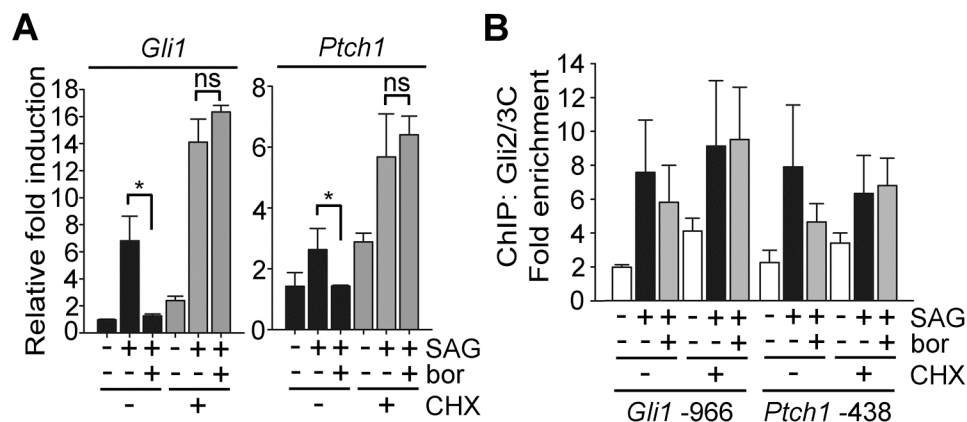 A
Gli1
Ptch1
Relative fold induction
18
16
14
12
10
8
6
4
2
0
*
ns
8
6
4
2
0
*
ns
- + + - + +
SAG
- - + - - +
bor
- +
CHX
- + + - + +
- - + - - +
- +
B
ChIP: Gli2/3C
Fold enrichment
14
12
10
8
6
4
2
0
- + + - + + - + + - + + SAG
- - + - - + - - + - - + bor
- + - + CHX
Gli1 -966
Ptch1 -438